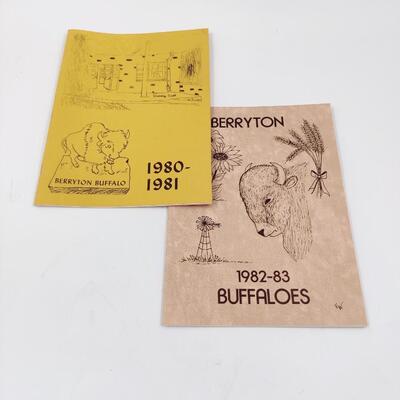 BERRYTON BUFFALO
1980-
1981
BERRYTON
1982-83
BUFFALOES